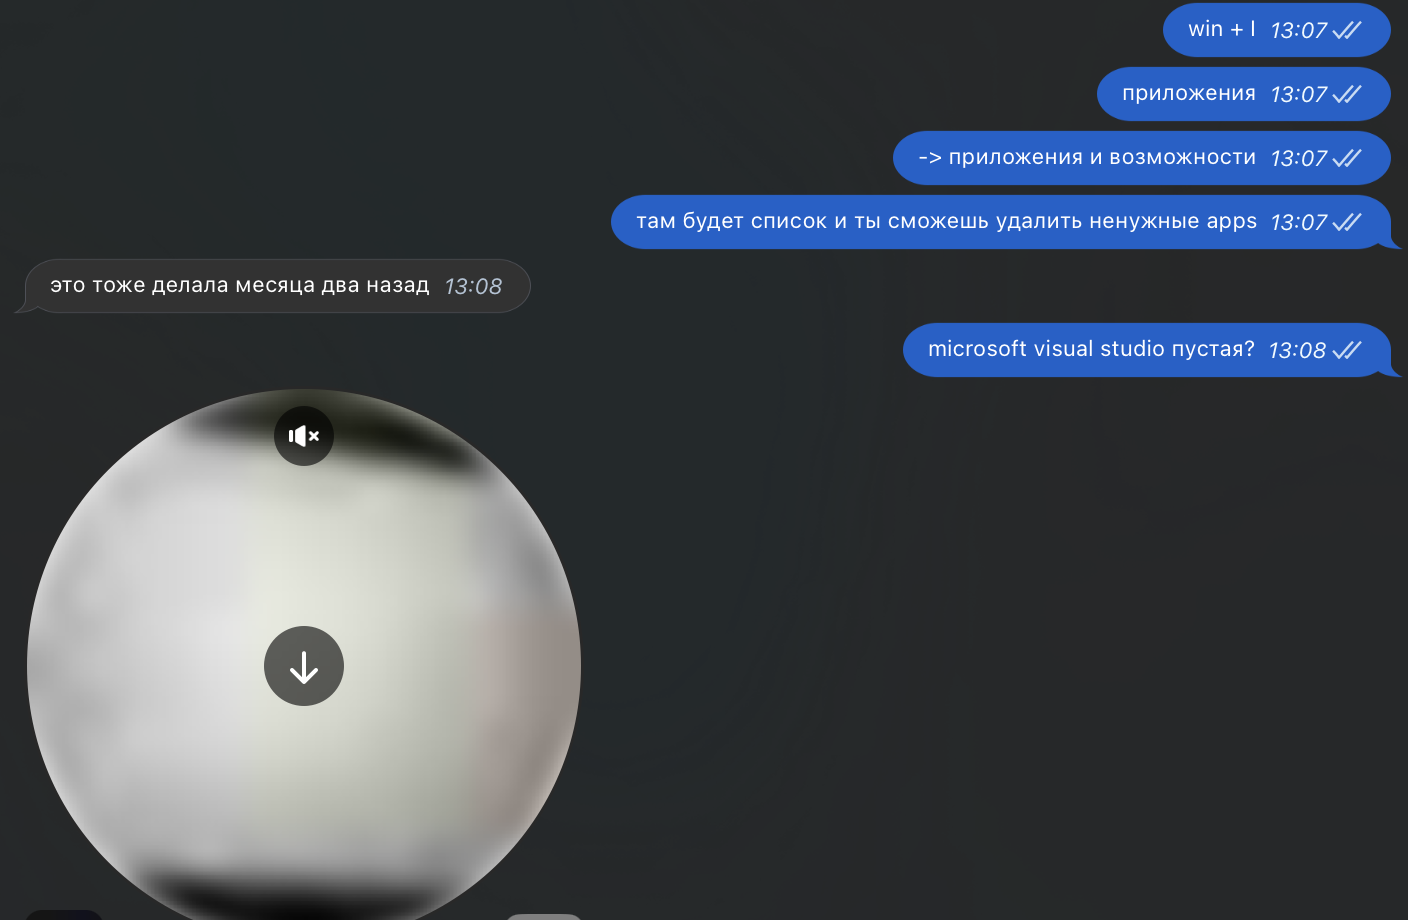 win + l 13:07
приложения 13:07
-> приложения и возможности 13:07
там будет список и ты сможешь удалить ненужные apps 13:07
это тоже делала месяца два назад 13:08
microsoft visual studio пустая? 13:08